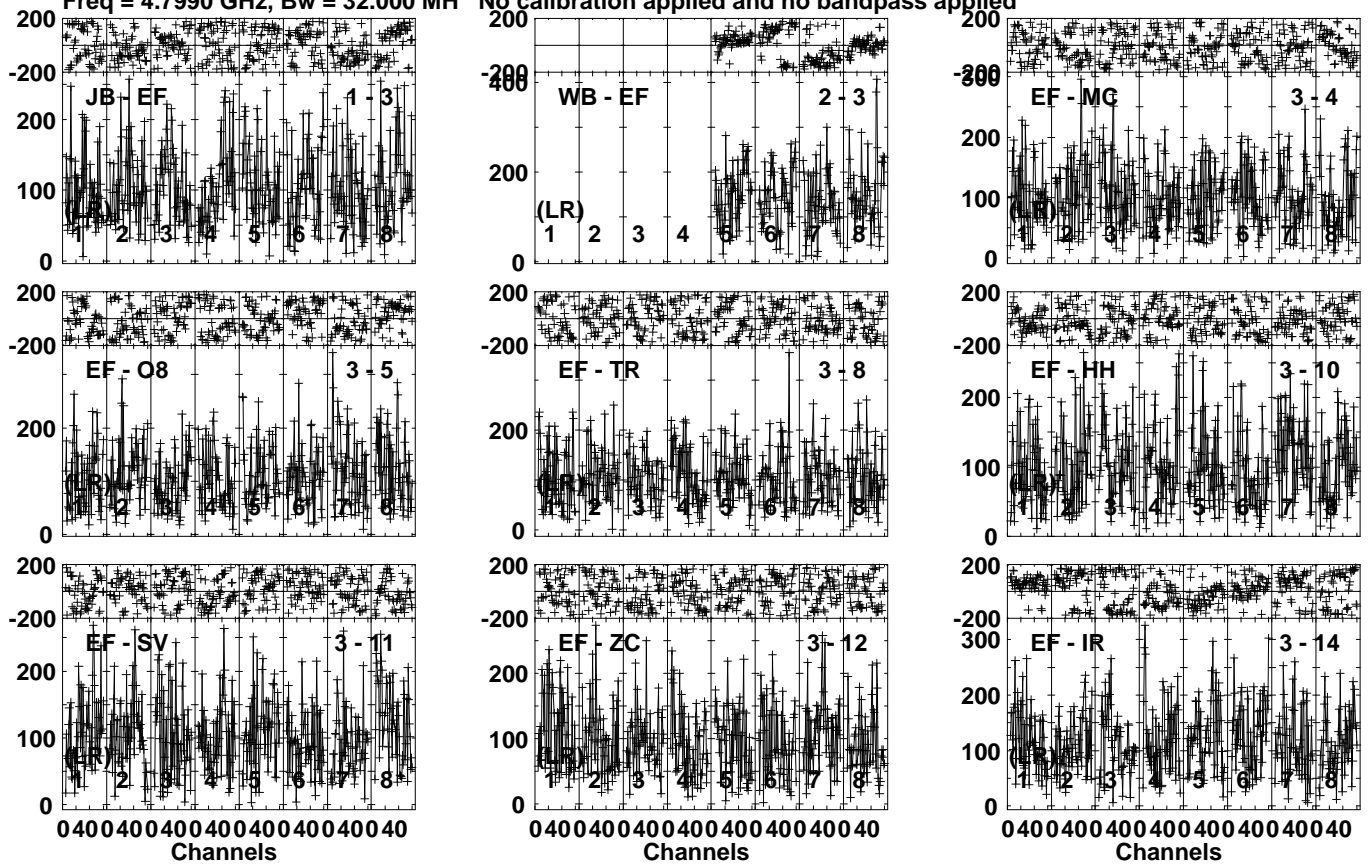 Freq = 4.7990 GHz, Bw = 32.000 MH No calibration applied and no bandpass applied
200
-200
JB - EF 1 - 3
200
100
0
(LR)
1 2 3 4 5 6 7 8
200
200
400
WB - EF 2 - 3
200
0
(LR)
1 2 3 4 5 6 7 8
200
-200
300
EF - MC 3 - 4
200
100
0
(LR)
1 2 3 4 5 6 7 8
200
-200
EF - O8 3 - 5
200
0
(LR)
1 2 3 4 5 6 7 8
200
-200
EF - TR 3 - 8
200
0
(LR)
1 2 3 4 5 6 7 8
200
-200
EF - HH 3 - 10
200
100
0
(LR)
1 2 3 4 5 6 7 8
200
-200
EF - SV 3 - 11
200
100
0
(LR)
1 2 3 4 5 6 7 8
0 40 0 40 0 40 0 40 0 40 0 40 0 40 0 40
Channels
200
-200
EF - ZC 3 - 12
200
100
0
(LR)
1 2 3 4 5 6 7 8
0 40 0 40 0 40 0 40 0 40 0 40 0 40 0 40
Channels
200
-200
EF - IR 3 - 14
300
200
100
0
(LR)
1 2 3 4 5 6 7 8
0 40 0 40 0 40 0 40 0 40 0 40 0 40 0 40
Channels